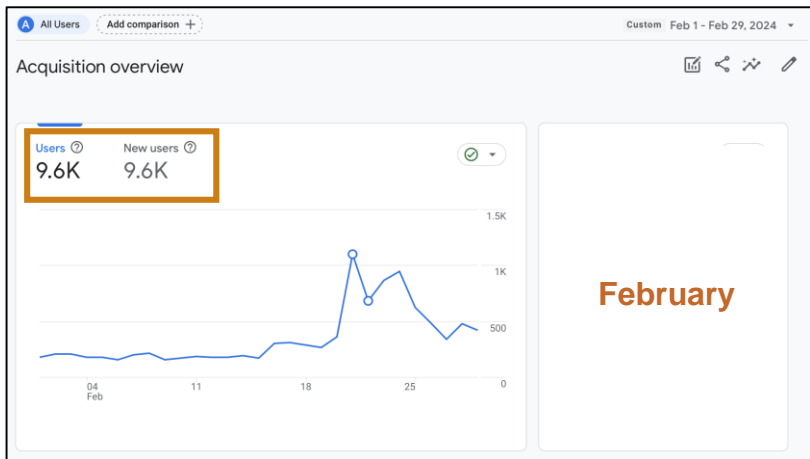 A All Users Add comparison + Custom Feb 1 - Feb 29, 2024
Acquisition overview
Users New users
9.6K 9.6K
1.5K
1K
February
500
0
04 11 18 25
Feb